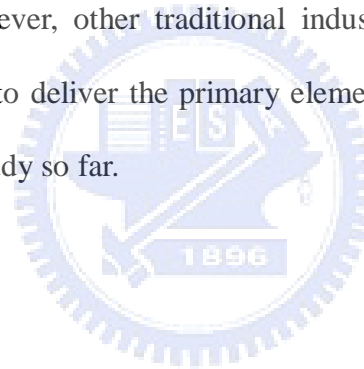 ever, other traditional indus
to deliver the primary eleme
dy so far.
E S
1896